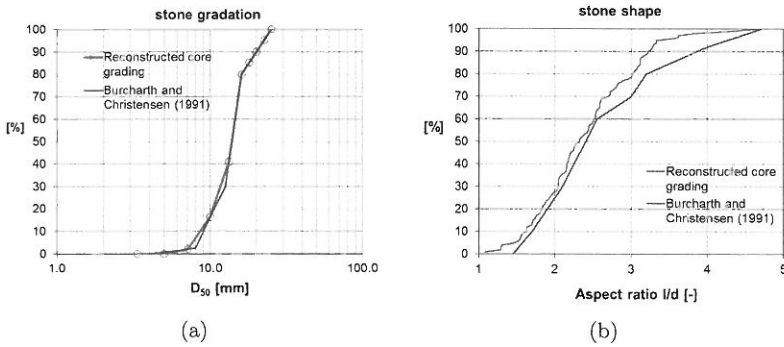 stone gradation
100
90
80
70
60
[%] 50
40
30
20
10
0
Reconstructed core
grading
Burcharth and
Christensen (1991)
1.0 10.0 100.0
D50 [mm]
(a)
stone shape
100
90
80
70
60
[%] 50
40
30
20
10
0
Reconstructed core
grading
Burcharth and
Christensen (1991)
1 2 3 4 5
Aspect ratio l/d [-]
(b)